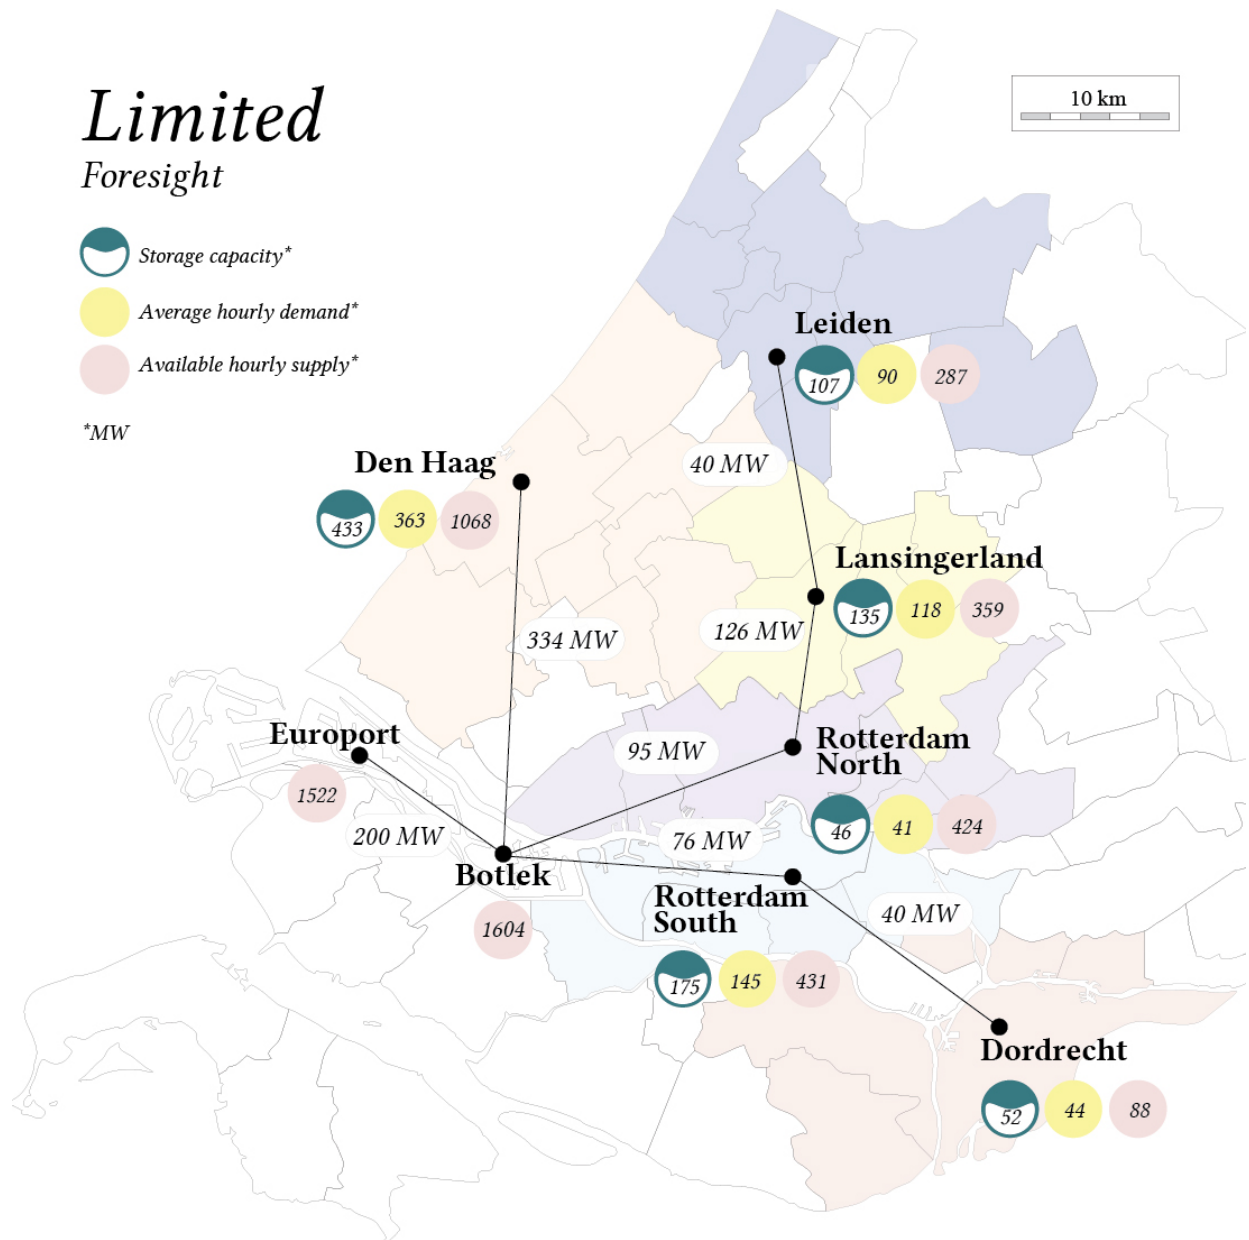 Limited
Foresight
Storage capacity*
Average hourly demand*
Available hourly supply*
*MW
10 km
Leiden
107 90 287
40 MW
Den Haag
433 363 1068
Lansingerland
135 118 359
126 MW
334 MW
Europort
1522
95 MW
Rotterdam
North
46 41 424
200 MW
76 MW
Botlek
1604
Rotterdam
South
175 145 431
40 MW
Dordrecht
52 44 88